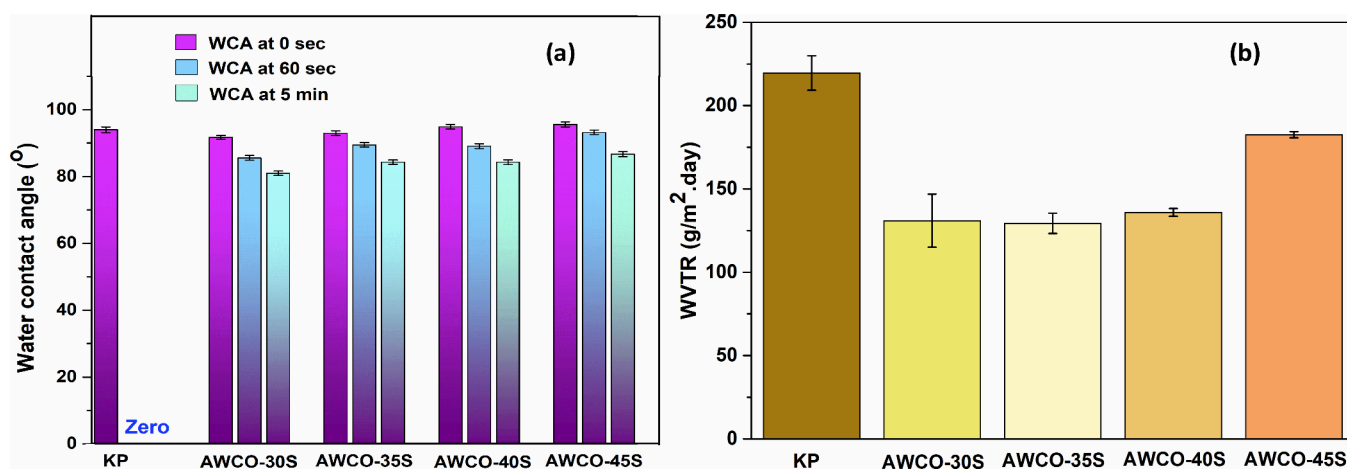 (a)
WCA at 0 sec
WCA at 60 sec
WCA at 5 min
Water contact angle (O)
100
80
60
40
20
0
Zero
KP AWCO-30S AWCO-35S AWCO-40S AWCO-45S
(b)
WVTR (g/m2.day)
250
200
150
100
50
0
KP AWCO-30S AWCO-35S AWCO-40S AWCO-45S